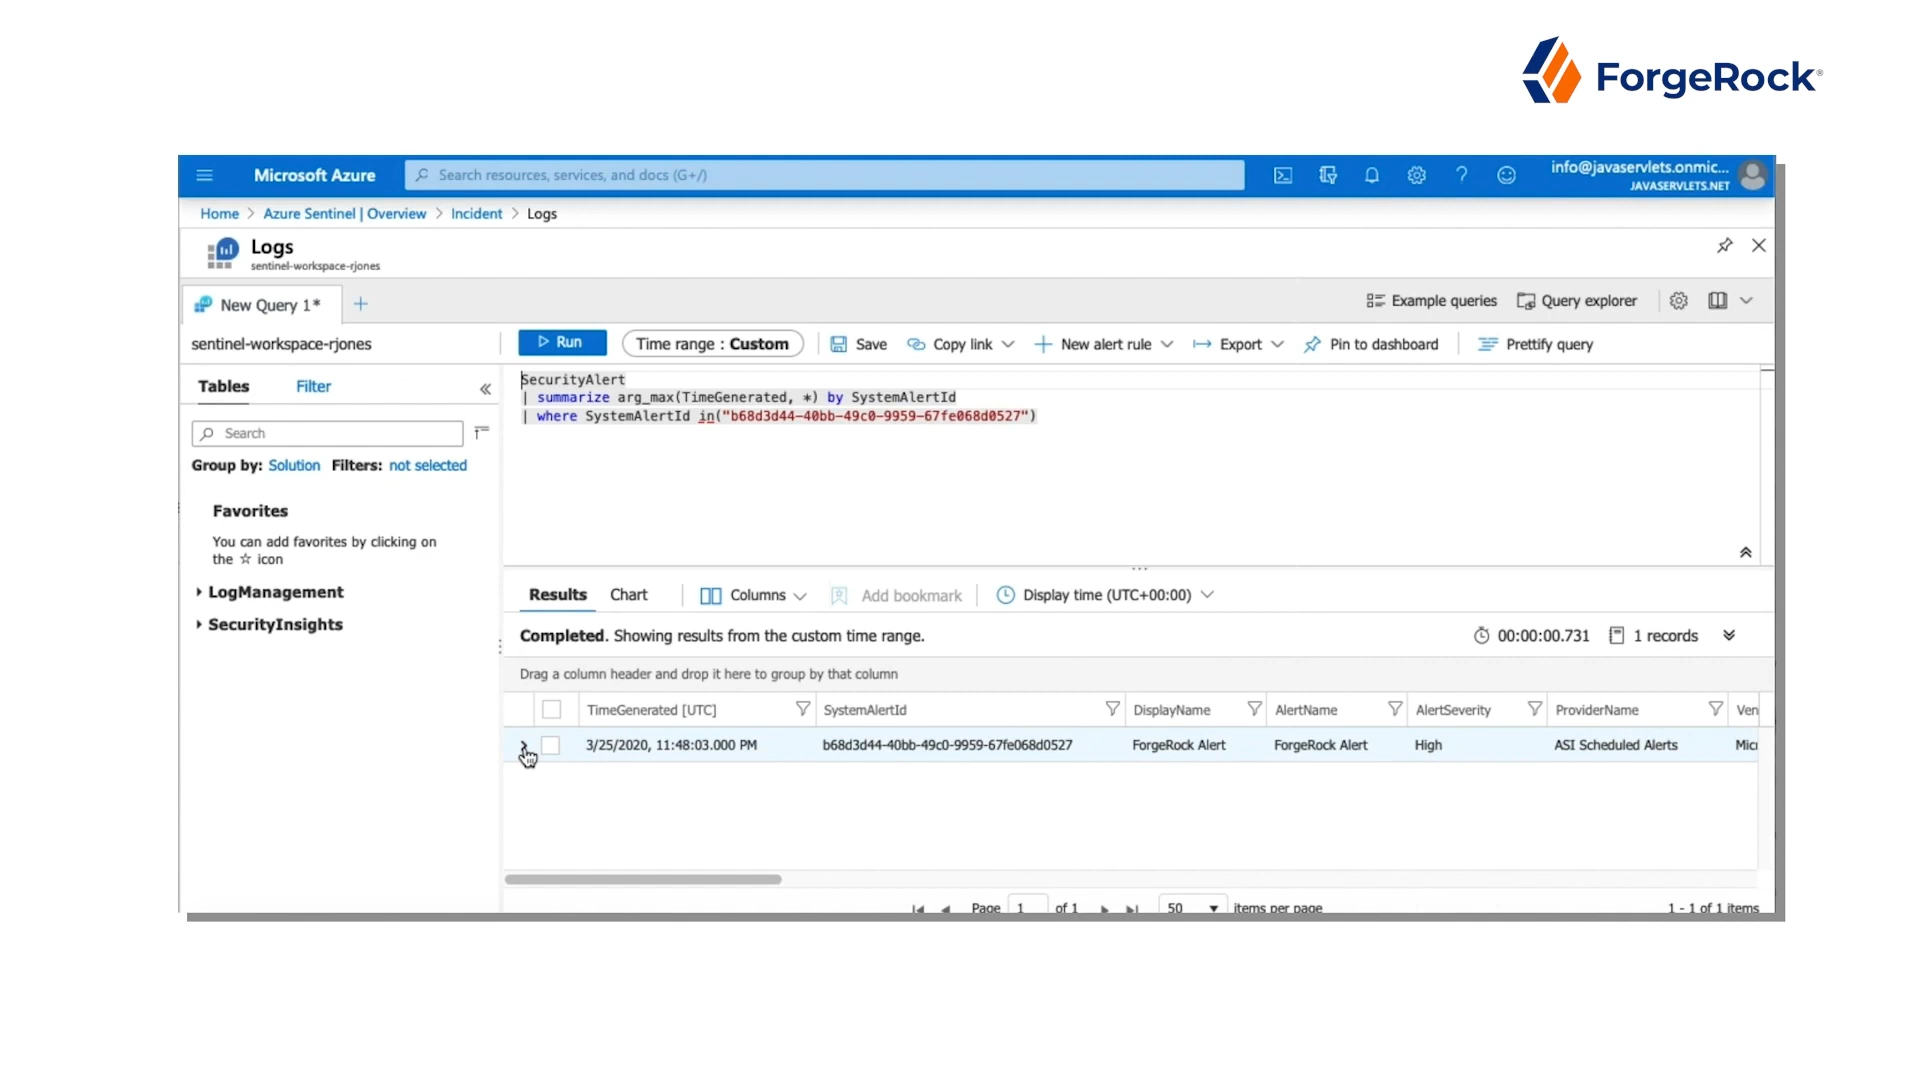 ForgeRock®
Microsoft Azure
Search resources, services, and docs (G+/)
info@javaservlets.onmic...
JAVASERVLETS.NET
Home > Azure Sentinel | Overview > Incident > Logs
Logs
sentinel-workspace-rjones
New Query 1*
Example queries
Query explorer
sentinel-workspace-rjones
Run
Time range : Custom
Save
Copy link
New alert rule
Export
Pin to dashboard
Prettify query
Tables
Filter
SecurityAlert
| summarize arg_max(TimeGenerated, *) by SystemAlertId
| where SystemAlertId in("b68d3d44-40bb-49c0-9959-67fe068d0527")
Search
Group by: Solution Filters: not selected
Favorites
You can add favorites by clicking on
the ☆ icon
LogManagement
SecurityInsights
Results
Chart
Columns
Add bookmark
Display time (UTC+00:00)
Completed. Showing results from the custom time range.
00:00:00.731
1 records
Drag a column header and drop it here to group by that column
TimeGenerated [UTC] SystemAlertId DisplayName AlertName AlertSeverity ProviderName Ven
3/25/2020, 11:48:03.000 PM b68d3d44-40bb-49c0-9959-67fe068d0527 ForgeRock Alert ForgeRock Alert High ASI Scheduled Alerts Mic
Page 1 of 1 50 items per page
1 - 1 of 1 items